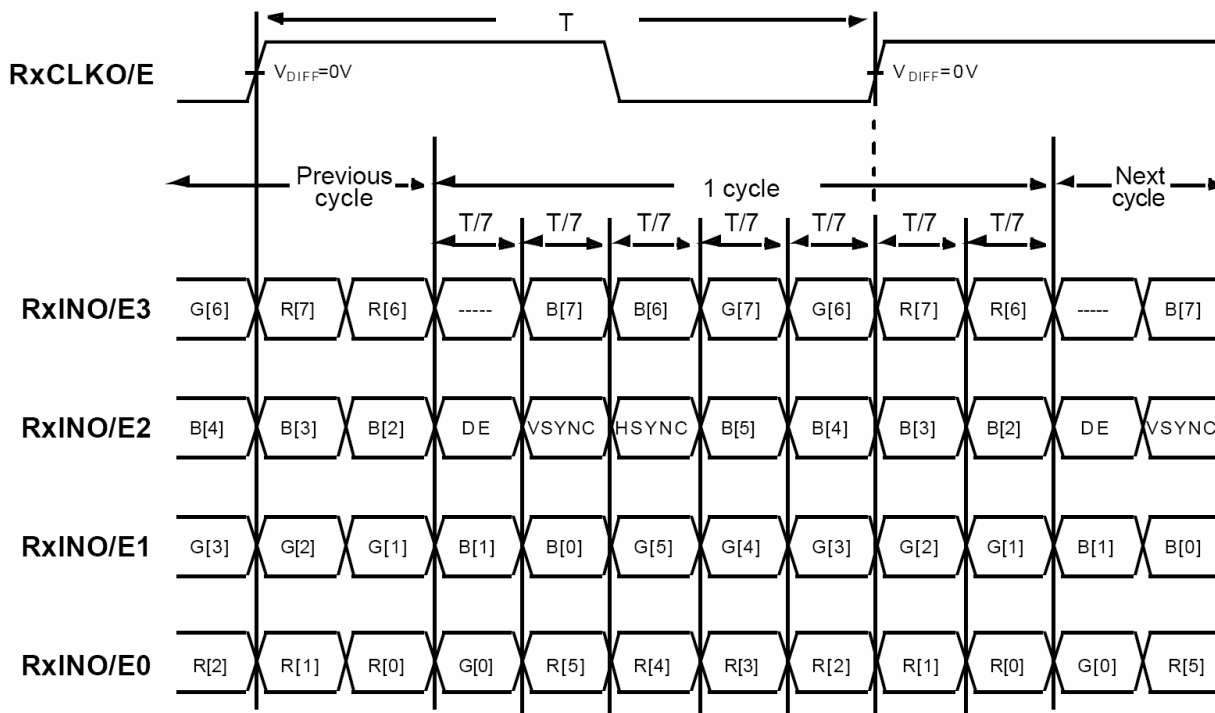 T
RxCLKO/E
VDIFF=0V
VDIFF=0V
Previous cycle
1 cycle
Next cycle
T/7 T/7 T/7 T/7 T/7 T/7 T/7
RxINO/E3 G[6] R[7] R[6] ----- B[7] B[6] G[7] G[6] R[7] R[6] ----- B[7]
RxINO/E2 B[4] B[3] B[2] DE VSYNC HSYNC B[5] B[4] B[3] B[2] DE VSYNC
RxINO/E1 G[3] G[2] G[1] B[1] B[0] G[5] G[4] G[3] G[2] G[1] B[1] B[0]
RxINO/E0 R[2] R[1] R[0] G[0] R[5] R[4] R[3] R[2] R[1] R[0] G[0] R[5]